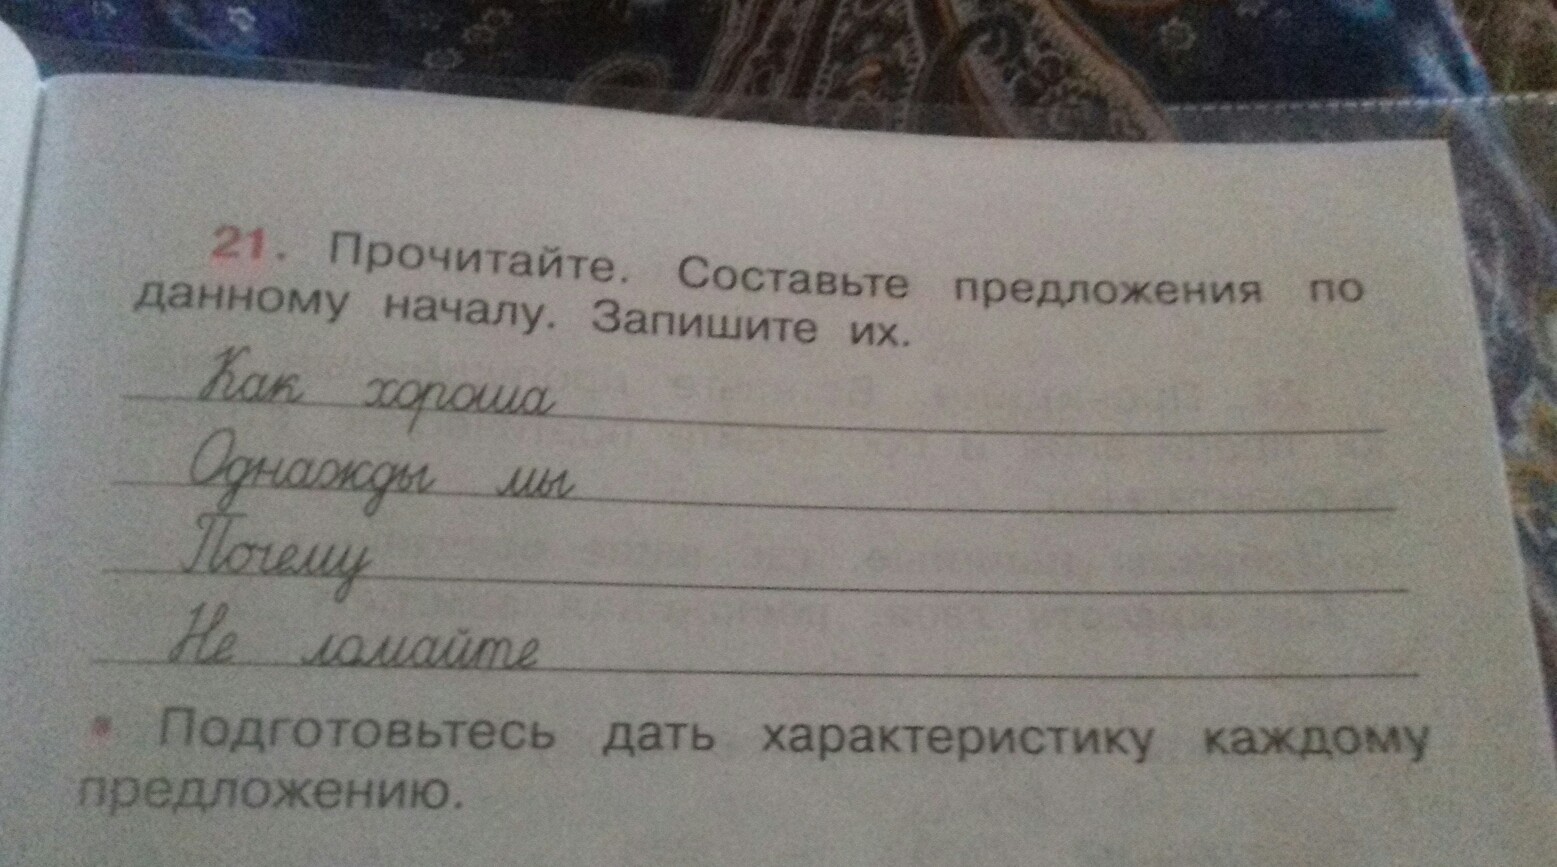 21. Прочитайте. Составьте предложения по
данному началу. Запишите их.
Как хороша
Однажды мы
Почему
Не ломайте
• Подготовьтесь дать характеристику каждому
предложению.